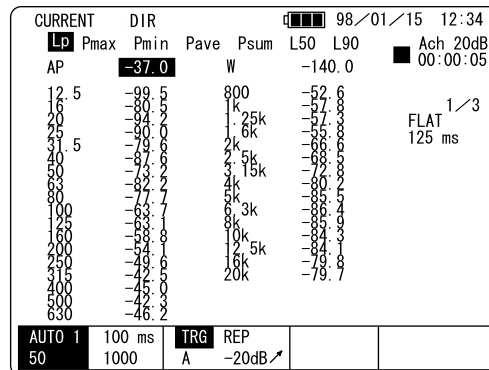 CURRENT DIR 98／01／15 12:34
Lp Pmax Pmin Pave Psum L50 L90 Ach 20dB
00:00:05
AP -37.0 W -140.0
12.5 -99.5 800 -52.6
16 -80.5 1k -57.8
20 -94.2 1.25k -57.3
25 -90.0 1.6k -55.8
31.5 -79.6 2k -66.6
40 -87.6 2.5k -68.5
50 -73.2 3.15k -72.8
63 -82.2 4k -80.2
80 -77.7 5k -85.5
100 -63.7 6.3k -86.4
125 -63.1 8k -85.9
160 -58.8 10k -84.3
200 -54.1 12.5k -84.1
250 -49.6 16k -79.8
315 -42.5 20k -79.7
400 -45.0
500 -42.3
630 -46.2
1／3
FLAT
125 ms
AUTO 1 100 ms TRG REP
50 1000 A -20dB↗